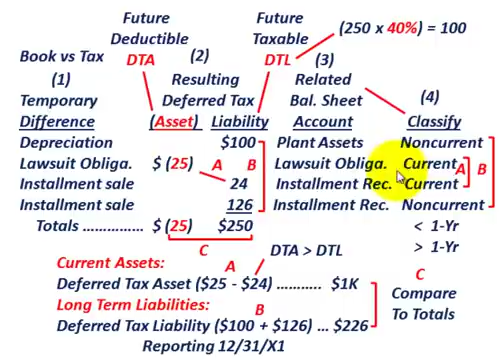 Future Future
Deductible Taxable (250 x 40%) = 100
Book vs Tax DTA (2) DTL (3)
(1) Resulting Related
Temporary Deferred Tax Bal. Sheet (4)
Difference (Asset) Liability Account Classify
Depreciation $100 Plant Assets Noncurrent
Lawsuit Obliga. $ (25) A B Lawsuit Obliga. Current A B
Installment sale 24 Installment Rec. Current
Installment sale 126 Installment Rec. Noncurrent
Totals ................ $ (25) $250 < 1-Yr
C DTA > DTL > 1-Yr
Current Assets: A C
Deferred Tax Asset ($25 - $24) ........... $1K Compare
Long Term Liabilities: B To Totals
Deferred Tax Liability ($100 + $126) ... $226
Reporting 12/31/X1